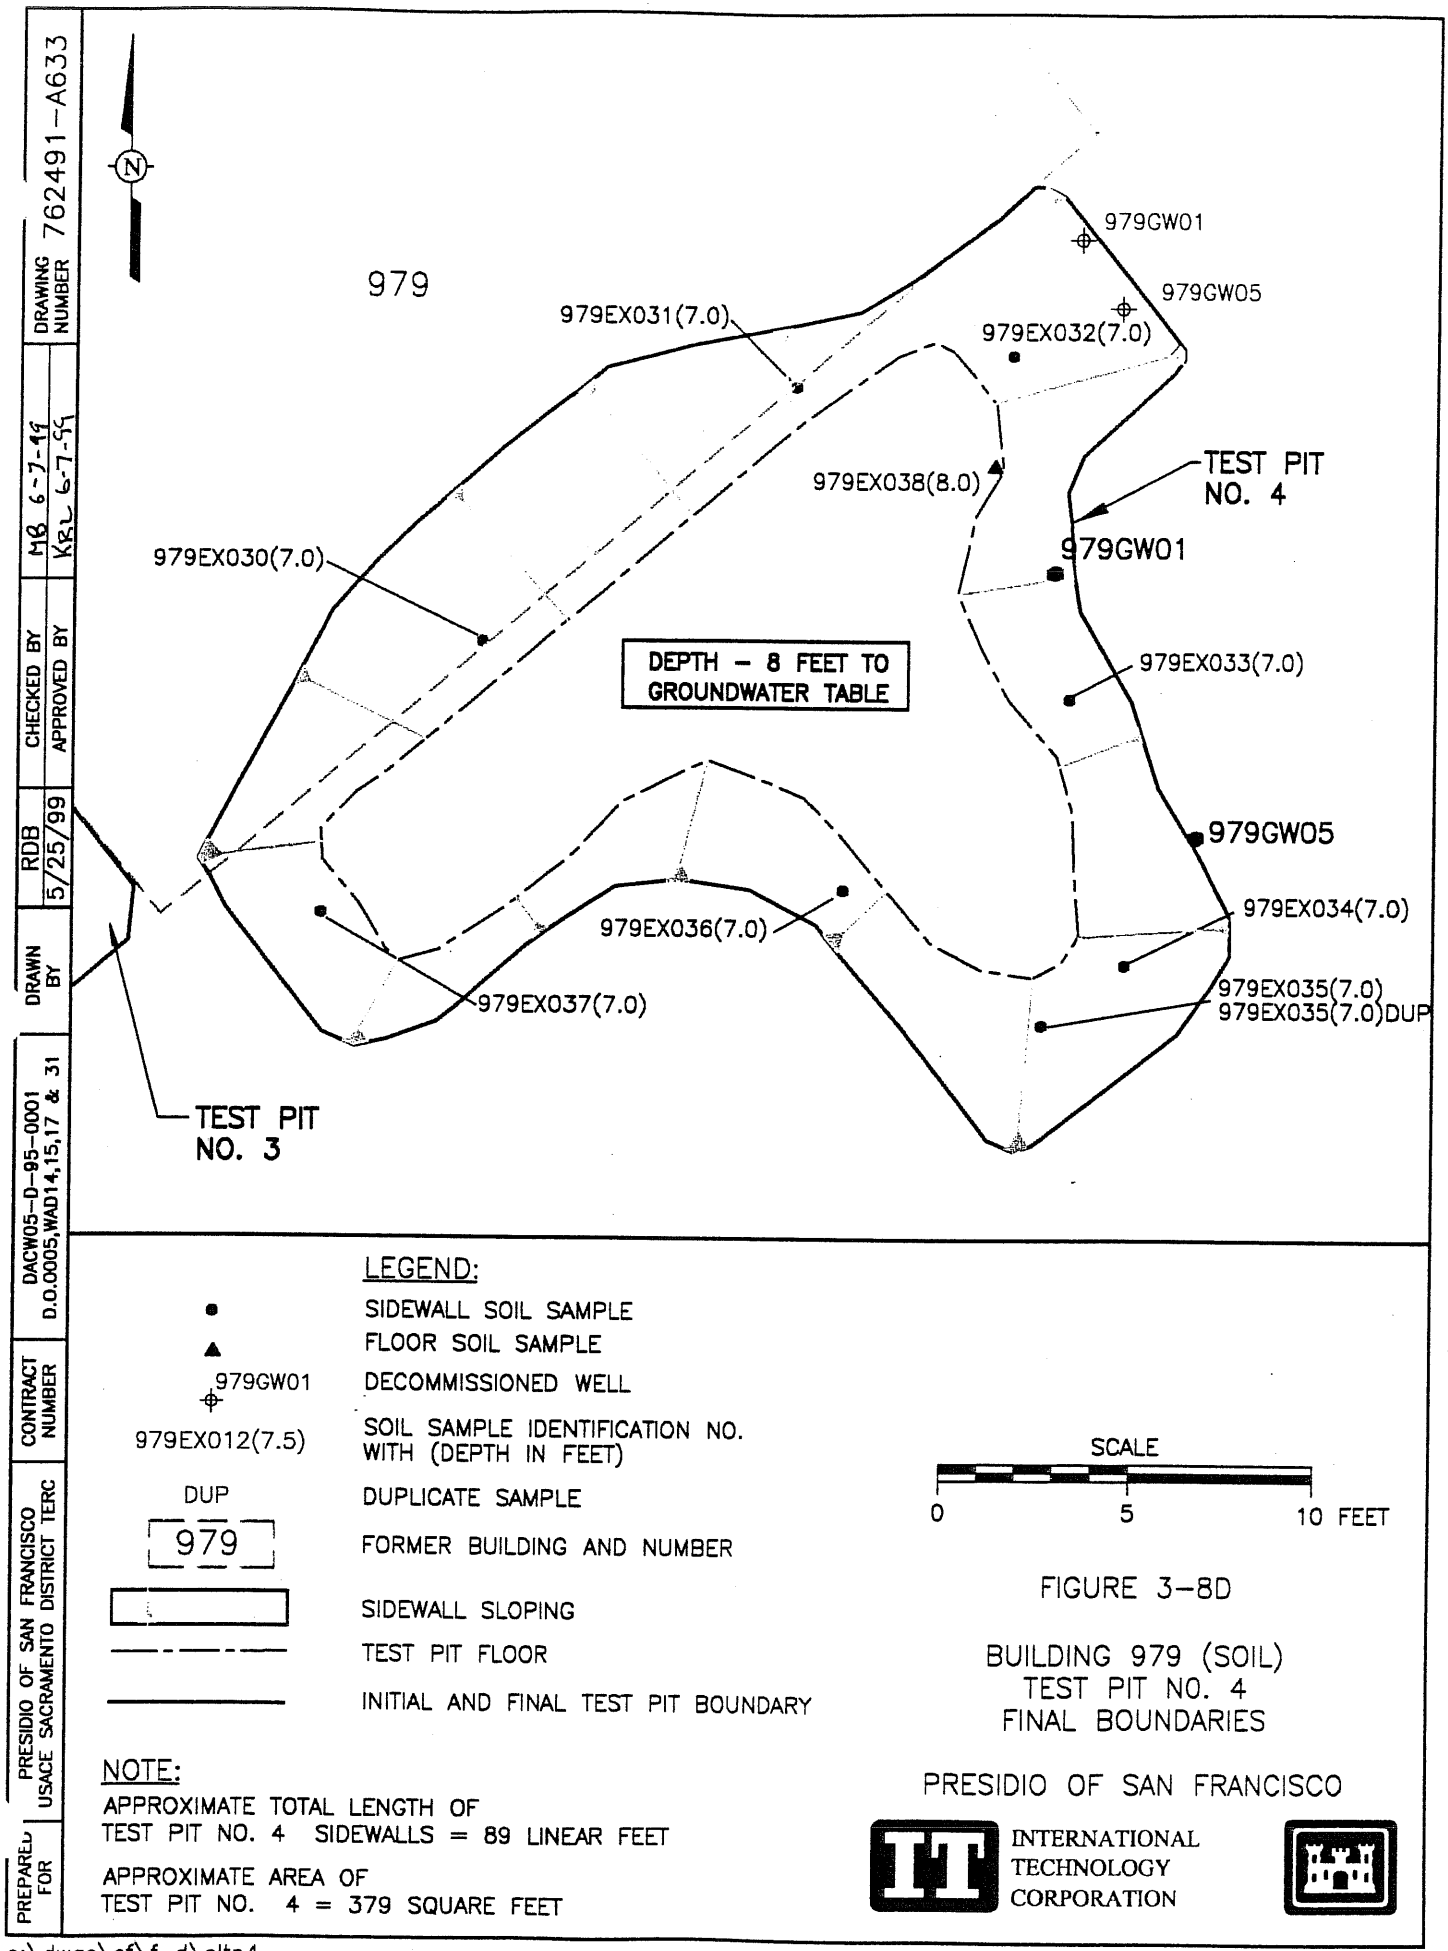 DRAWING
NUMBER 762491-A633
CHECKED BY MB 6-7-99
APPROVED BY KRL 6-7-99
DRAWN
BY
RDB
5/25/99
CONTRACT
NUMBER
DACW05-D-95-0001
D.O.0005,WAD14,15,17 & 31
PREPARED
FOR
PRESIDIO OF SAN FRANCISCO
USACE SACRAMENTO DISTRICT TERC
N
979
979GW01
979GW05
979EX031(7.0)
979EX032(7.0)
TEST PIT
NO. 4
979EX038(8.0)
979GW01
979EX030(7.0)
DEPTH - 8 FEET TO
GROUNDWATER TABLE
979EX033(7.0)
979GW05
979EX034(7.0)
979EX036(7.0)
979EX035(7.0)
979EX035(7.0)DUP
979EX037(7.0)
TEST PIT
NO. 3
LEGEND:
SIDEWALL SOIL SAMPLE
FLOOR SOIL SAMPLE
979GW01 DECOMMISSIONED WELL
979EX012(7.5) SOIL SAMPLE IDENTIFICATION NO.
WITH (DEPTH IN FEET)
DUP DUPLICATE SAMPLE
979 FORMER BUILDING AND NUMBER
SIDEWALL SLOPING
TEST PIT FLOOR
INITIAL AND FINAL TEST PIT BOUNDARY
NOTE:
APPROXIMATE TOTAL LENGTH OF
TEST PIT NO. 4 SIDEWALLS = 89 LINEAR FEET
APPROXIMATE AREA OF
TEST PIT NO. 4 = 379 SQUARE FEET
SCALE
0 5 10 FEET
FIGURE 3-8D
BUILDING 979 (SOIL)
TEST PIT NO. 4
FINAL BOUNDARIES
PRESIDIO OF SAN FRANCISCO
IT
INTERNATIONAL
TECHNOLOGY
CORPORATION